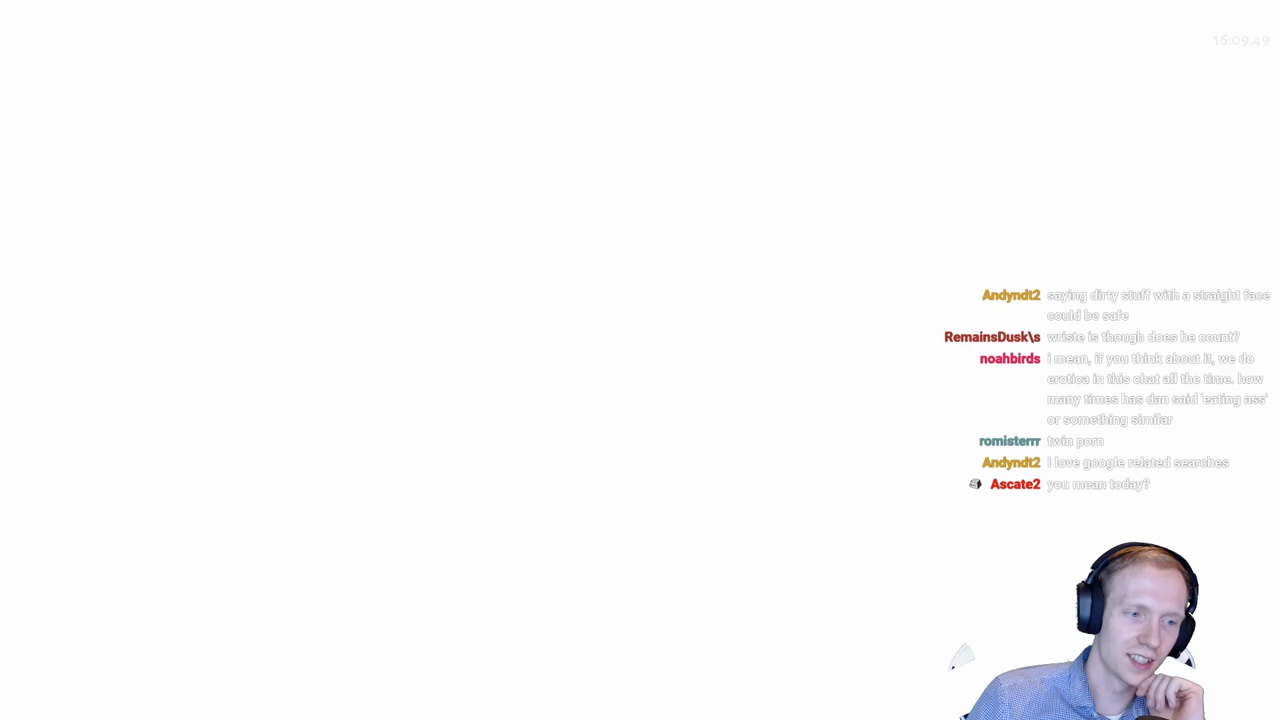 16:09.49
Andyndt2 saying dirty stuff with a straight face
could be safe
RemainsDusk\s wriste is though does he count?
noahbirds i mean, if you think about it, we do
erotica in this chat all the time. how
many times has dan said 'eating ass'
or something similar
romisterrr twin porn
Andyndt2 I love google related searches
Ascate2 you mean today?